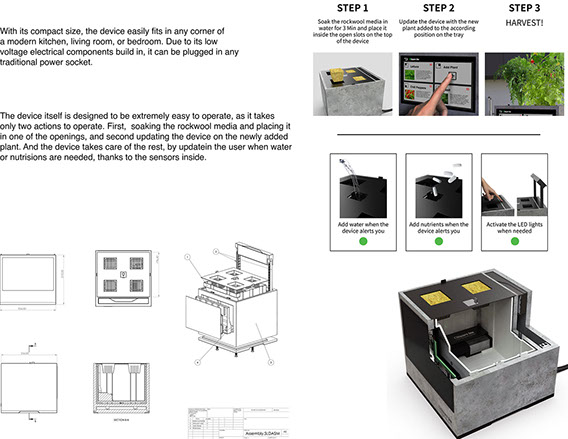 With its compact size, the device easily fits in any corner of
a modern kitchen, living room, or bedroom. Due to its low
voltage electrical components build in, it can be plugged in any
traditional power socket.
The device itself is designed to be extremely easy to operate, as it takes
only two actions to operate. First, soaking the rockwool media and placing it
in one of the openings, and second updating the device on the newly added
plant. And the device takes care of the rest, by updatein the user when water
or nutrisions are needed, thanks to the sensors inside.
STEP 1
Soak the rockwool media in
water for 3 Min and place it
inside the open slots on the top
of the device
STEP 2
Update the device with the new
plant added to the according
position on the tray
STEP 3
HARVEST!
Add water when the
device alerts you
Add nutrients when the
device alerts you
Activate the LED lights
when needed